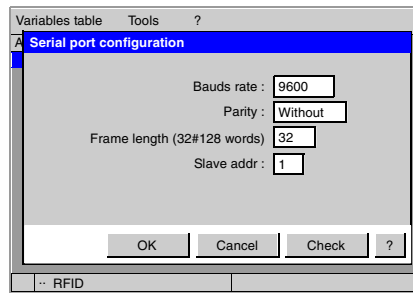 Variables table Tools ?
A Serial port configuration
Bauds rate : 9600
Parity : Without
Frame length (32#128 words) 32
Slave addr : 1
OK Cancel Check ?
·· RFID